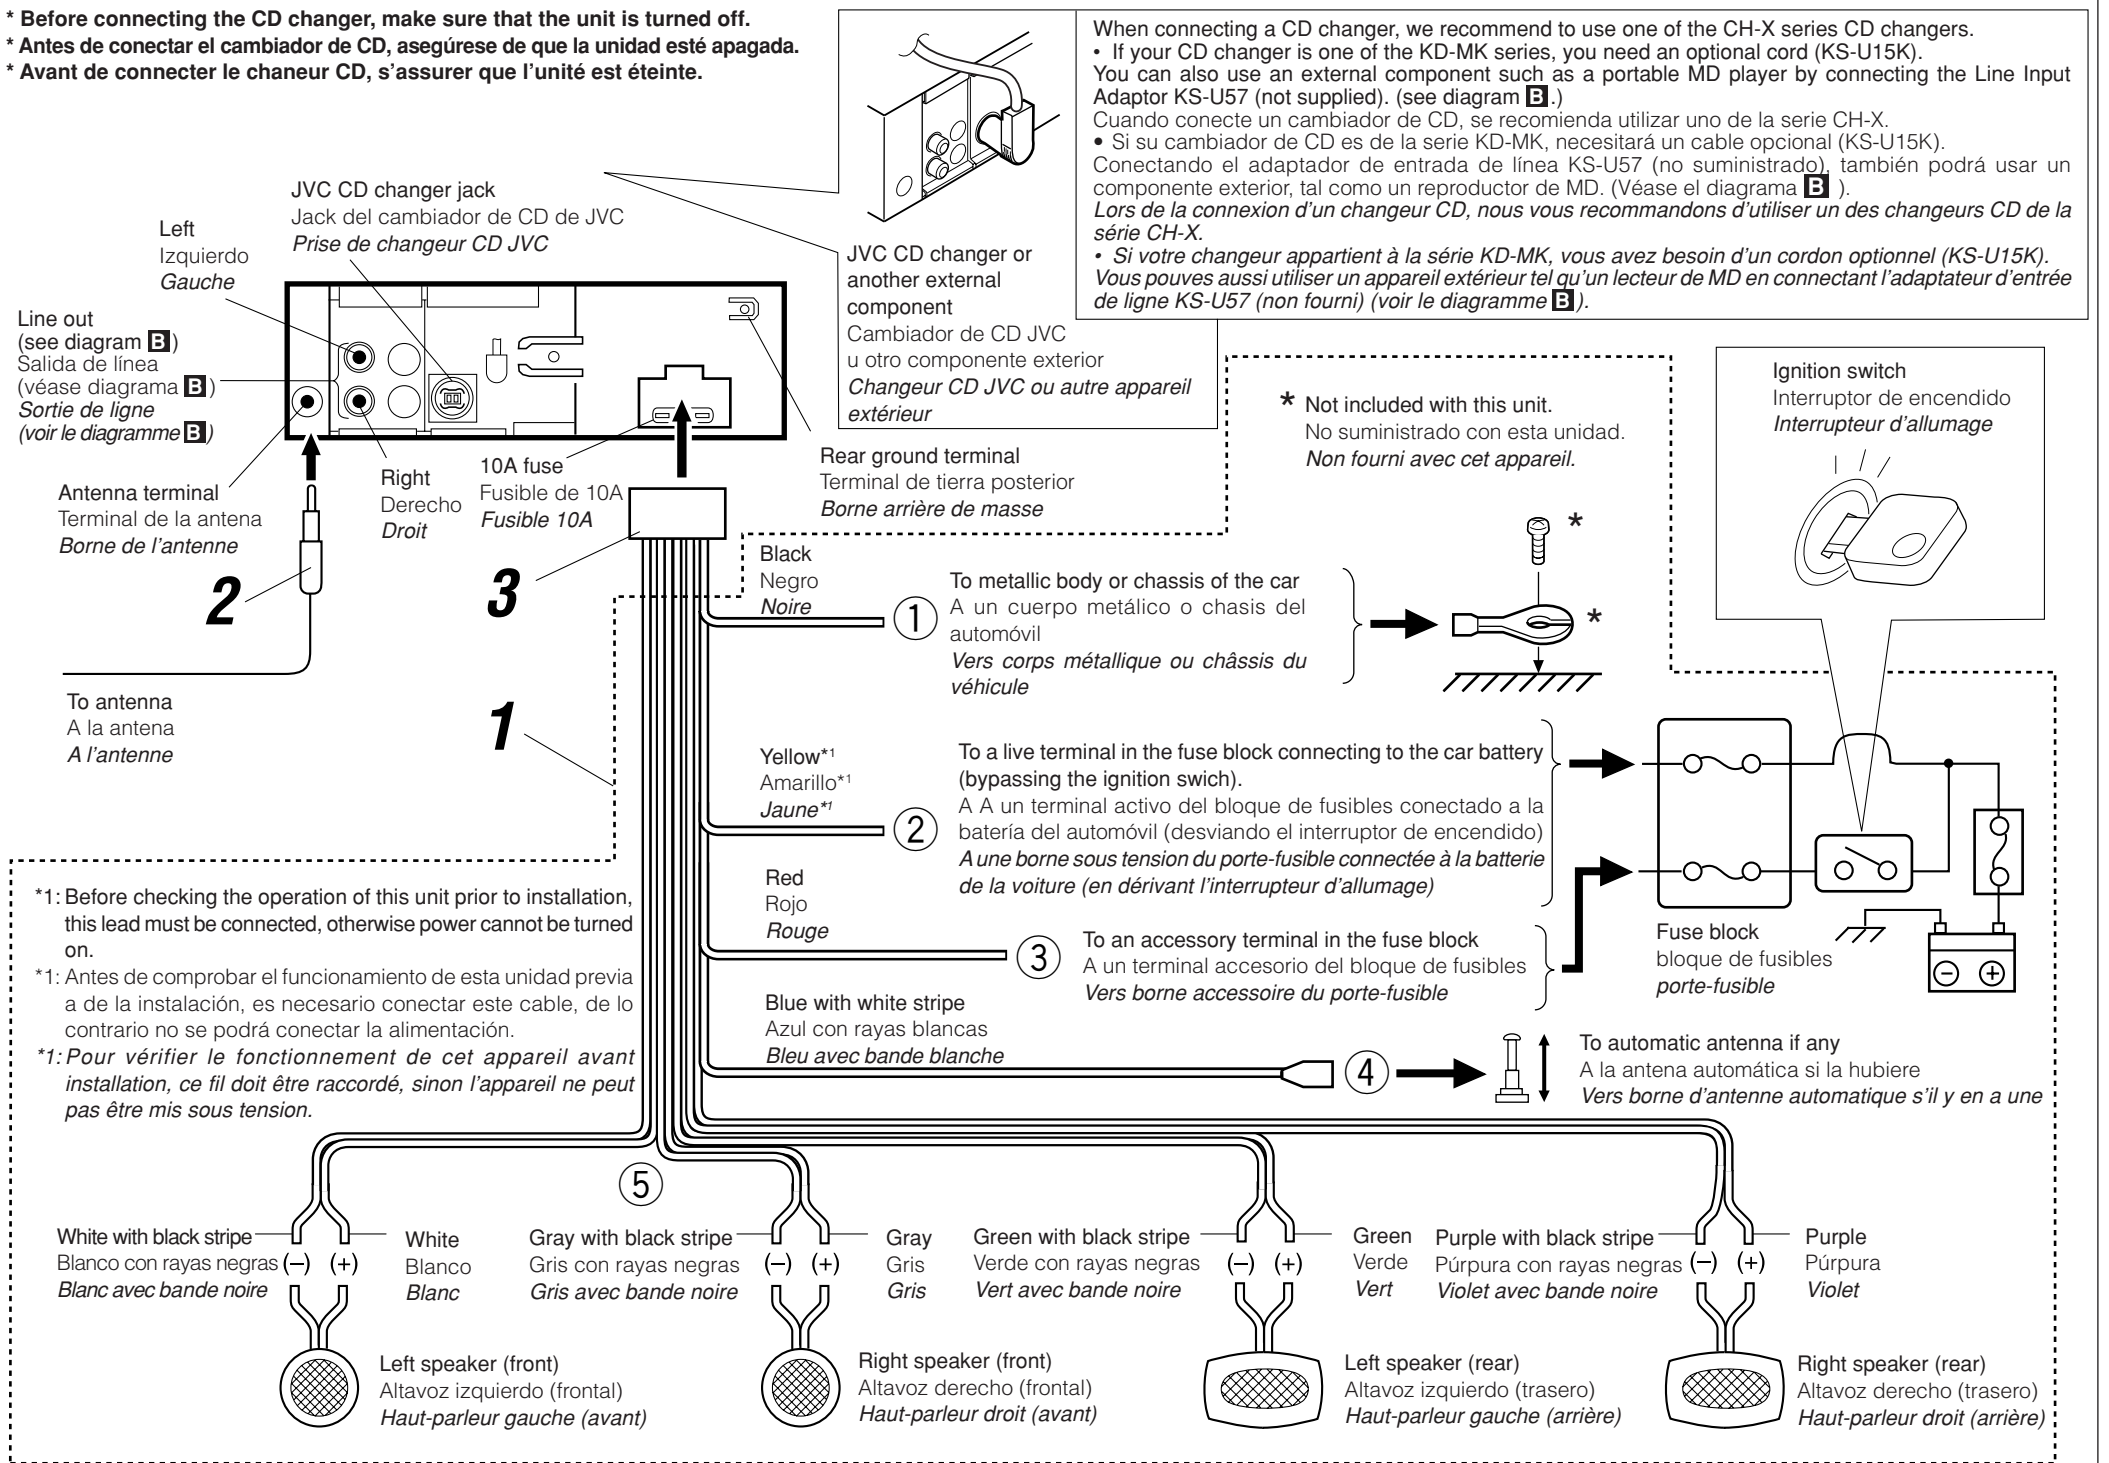 * Before connecting the CD changer, make sure that the unit is turned off.
* Antes de conectar el cambiador de CD, asegúrese de que la unidad esté apagada.
* Avant de connecter le chaneur CD, s'assurer que l'unité est éteinte.
When connecting a CD changer, we recommend to use one of the CH-X series CD changers.
• If your CD changer is one of the KD-MK series, you need an optional cord (KS-U15K).
You can also use an external component such as a portable MD player by connecting the Line Input
Adaptor KS-U57 (not supplied). (see diagram B .)
Cuando conecte un cambiador de CD, se recomienda utilizar uno de la serie CH-X.
• Si su cambiador de CD es de la serie KD-MK, necesitará un cable opcional (KS-U15K).
Conectando el adaptador de entrada de línea KS-U57 (no suministrado), también podrá usar un
componente exterior, tal como un reproductor de MD. (Véase el diagrama B ).
Lors de la connexion d'un changeur CD, nous vous recommandons d'utiliser un des changeurs CD de la
série CH-X.
• Si votre changeur appartient à la série KD-MK, vous avez besoin d'un cordon optionnel (KS-U15K).
Vous pouves aussi utiliser un appareil extérieur tel qu'un lecteur de MD en connectant l'adaptateur d'entrée
de ligne KS-U57 (non fourni) (voir le diagramme B ).
JVC CD changer jack
Jack del cambiador de CD de JVC
Prise de changeur CD JVC
Left
Izquierdo
Gauche
JVC CD changer or
another external
component
Cambiador de CD JVC
u otro componente exterior
Changeur CD JVC ou autre appareil
extérieur
Line out
(see diagram B )
Salida de línea
(véase diagrama B )
Sortie de ligne
(voir le diagramme B )
Ignition switch
Interruptor de encendido
Interrupteur d'allumage
* Not included with this unit.
No suministrado con esta unidad.
Non fourni avec cet appareil.
Antenna terminal
Terminal de la antena
Borne de l'antenne
Right
Derecho
Droit
10A fuse
Fusible de 10A
Fusible 10A
Rear ground terminal
Terminal de tierra posterior
Borne arrière de masse
2
3
To antenna
A la antena
A l'antenne
1
Black
Negro
Noire
①
To metallic body or chassis of the car
A un cuerpo metálico o chasis del
automóvil
Vers corps métallique ou châssis du
véhicule
*
*
Yellow*1
Amarillo*1
Jaune*1
②
To a live terminal in the fuse block connecting to the car battery
(bypassing the ignition swich).
A A un terminal activo del bloque de fusibles conectado a la
batería del automóvil (desviando el interruptor de encendido)
A une borne sous tension du porte-fusible connectée à la batterie
de la voiture (en dérivant l'interrupteur d'allumage)
Red
Rojo
Rouge
③
To an accessory terminal in the fuse block
A un terminal accesorio del bloque de fusibles
Vers borne accessoire du porte-fusible
Fuse block
bloque de fusibles
porte-fusible
− +
Blue with white stripe
Azul con rayas blancas
Bleu avec bande blanche
④
To automatic antenna if any
A la antena automática si la hubiere
Vers borne d'antenne automatique s'il y en a une
*1: Before checking the operation of this unit prior to installation,
this lead must be connected, otherwise power cannot be turned
on.
*1: Antes de comprobar el funcionamiento de esta unidad previa
a de la instalación, es necesario conectar este cable, de lo
contrario no se podrá conectar la alimentación.
*1: Pour vérifier le fonctionnement de cet appareil avant
installation, ce fil doit être raccordé, sinon l'appareil ne peut
pas être mis sous tension.
⑤
White with black stripe
Blanco con rayas negras
Blanc avec bande noire
(−) (+)
White
Blanco
Blanc
Gray with black stripe
Gris con rayas negras
Gris avec bande noire
(−) (+)
Gray
Gris
Gris
Green with black stripe
Verde con rayas negras
Vert avec bande noire
(−) (+)
Green
Verde
Vert
Purple with black stripe
Púrpura con rayas negras
Violet avec bande noire
(−) (+)
Purple
Púrpura
Violet
Left speaker (front)
Altavoz izquierdo (frontal)
Haut-parleur gauche (avant)
Right speaker (front)
Altavoz derecho (frontal)
Haut-parleur droit (avant)
Left speaker (rear)
Altavoz izquierdo (trasero)
Haut-parleur gauche (arrière)
Right speaker (rear)
Altavoz derecho (trasero)
Haut-parleur droit (arrière)